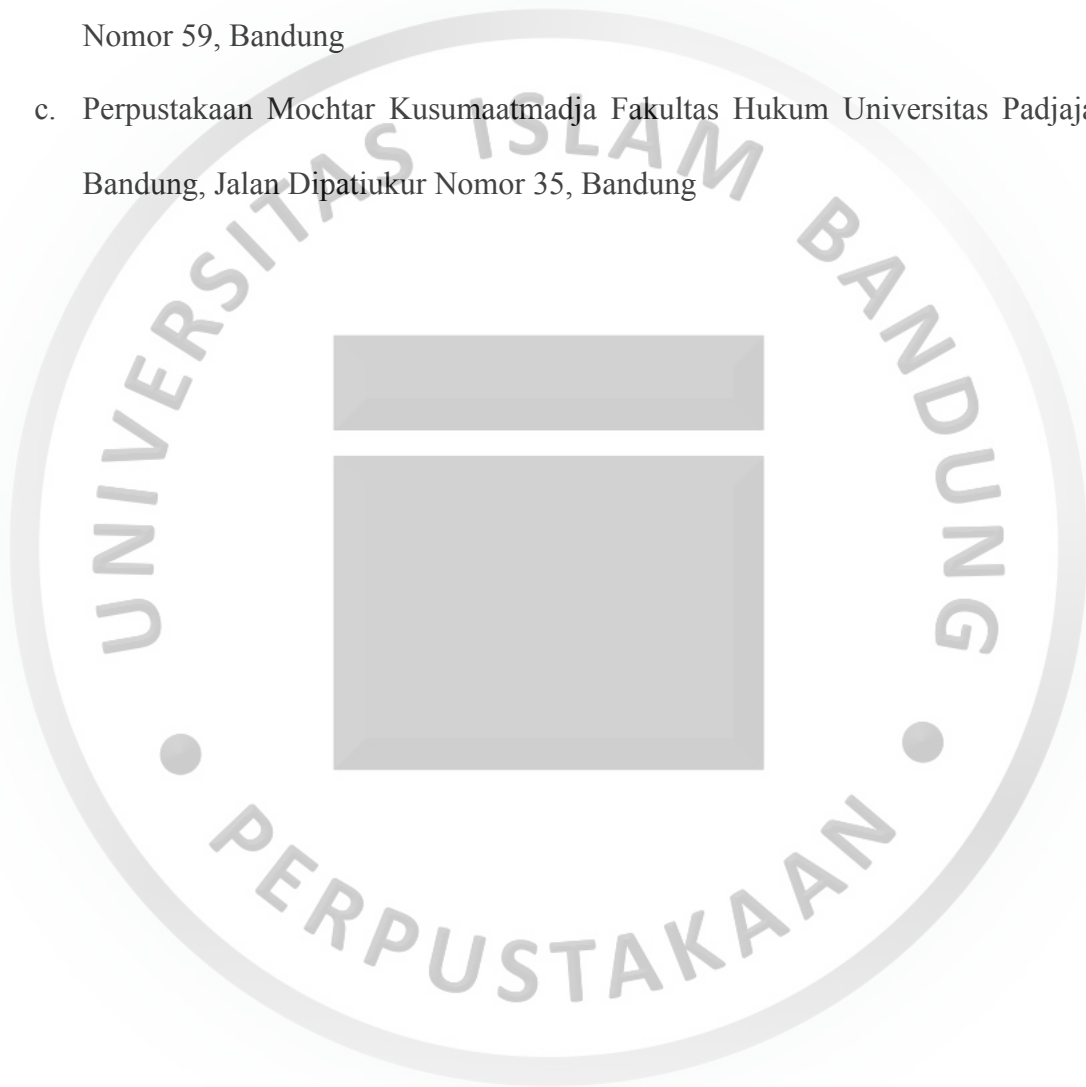 Nomor 59, Bandung
c. Perpustakaan Mochtar Kusumaatmadja Fakultas Hukum Universitas
Bandung, Jalan Dipatiukur Nomor 35, Bandung
UNIVERSITAS ISLAM BANDUNG
PERPUSTAKAAN